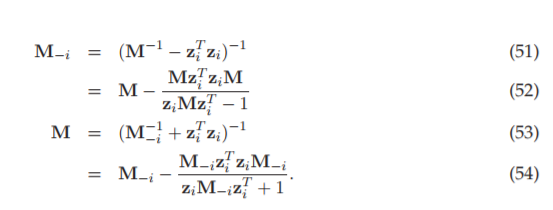 M_{-i} = (M^{-1} − z_i^T z_i)^{-1} (51)
= M − \frac{M z_i^T z_i M}{z_i M z_i^T − 1} (52)
M = (M_{-i}^{-1} + z_i^T z_i)^{-1} (53)
= M_{-i} − \frac{M_{-i} z_i^T z_i M_{-i}}{z_i M_{-i} z_i^T + 1}. (54)